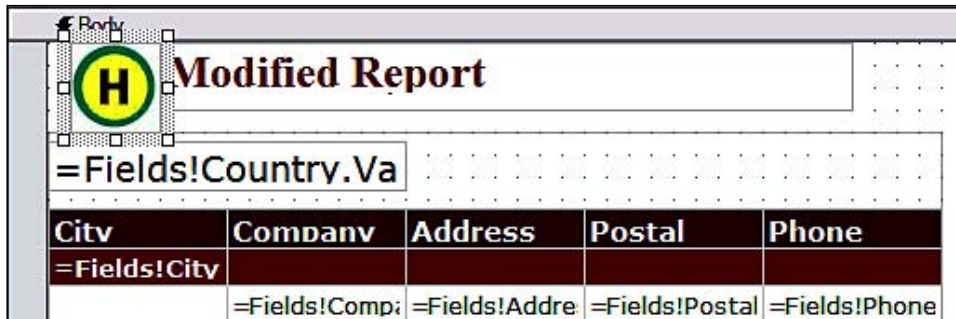 Body
H
Modified Report
=Fields!Country.Va
City Company Address Postal Phone
=Fields!City
=Fields!Compa =Fields!Addre =Fields!Postal =Fields!Phone